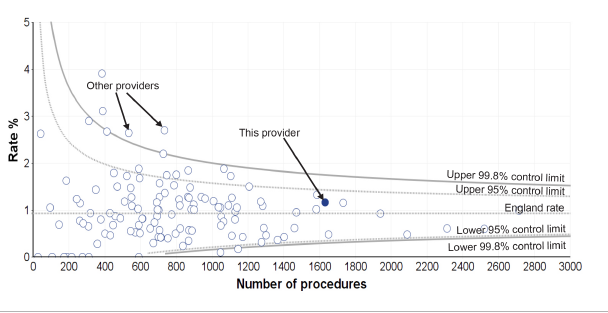 5
4
3
2
1
0
Rate %
Other providers
This provider
Upper 99.8% control limit
Upper 95% control limit
England rate
Lower 95% control limit
Lower 99.8% control limit
0 200 400 600 800 1000 1200 1400 1600 1800 2000 2200 2400 2600 2800 3000
Number of procedures